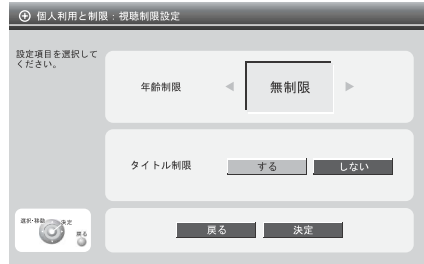 個人利用と制限：視聴制限設定
設定項目を選択して
ください。
年齢制限
無制限
タイトル制限
する
しない
選択・移動
決定
戻る
戻る
決定